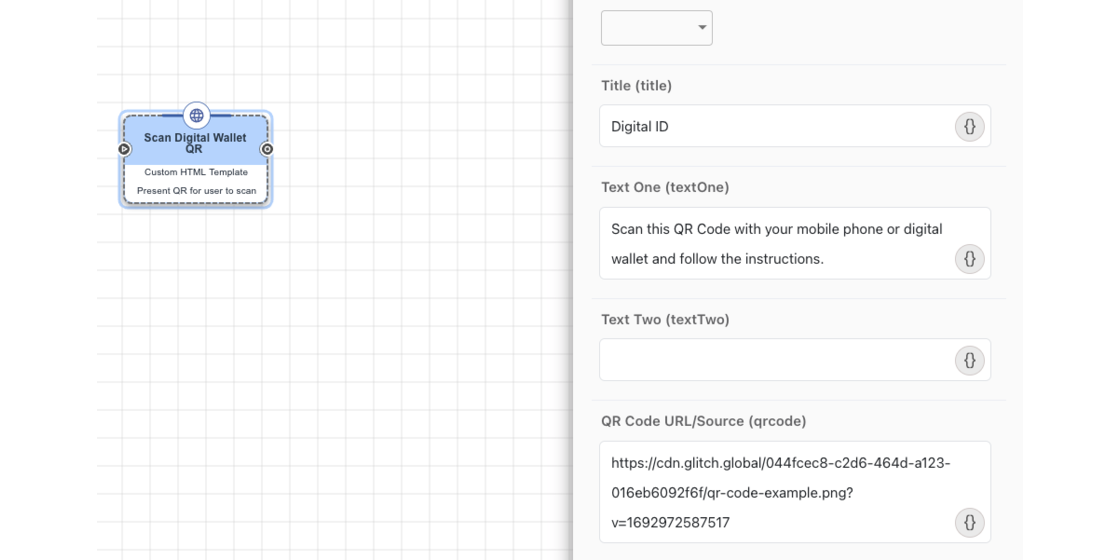 Scan Digital Wallet
QR
Custom HTML Template
Present QR for user to scan
Title (title)
Digital ID
{}
Text One (textOne)
Scan this QR Code with your mobile phone or digital
wallet and follow the instructions.
{}
Text Two (textTwo)
{}
QR Code URL/Source (qrcode)
https://cdn.glitch.global/044fcec8-c2d6-464d-a123-
016eb6092f6f/qr-code-example.png?
v=1692972587517
{}